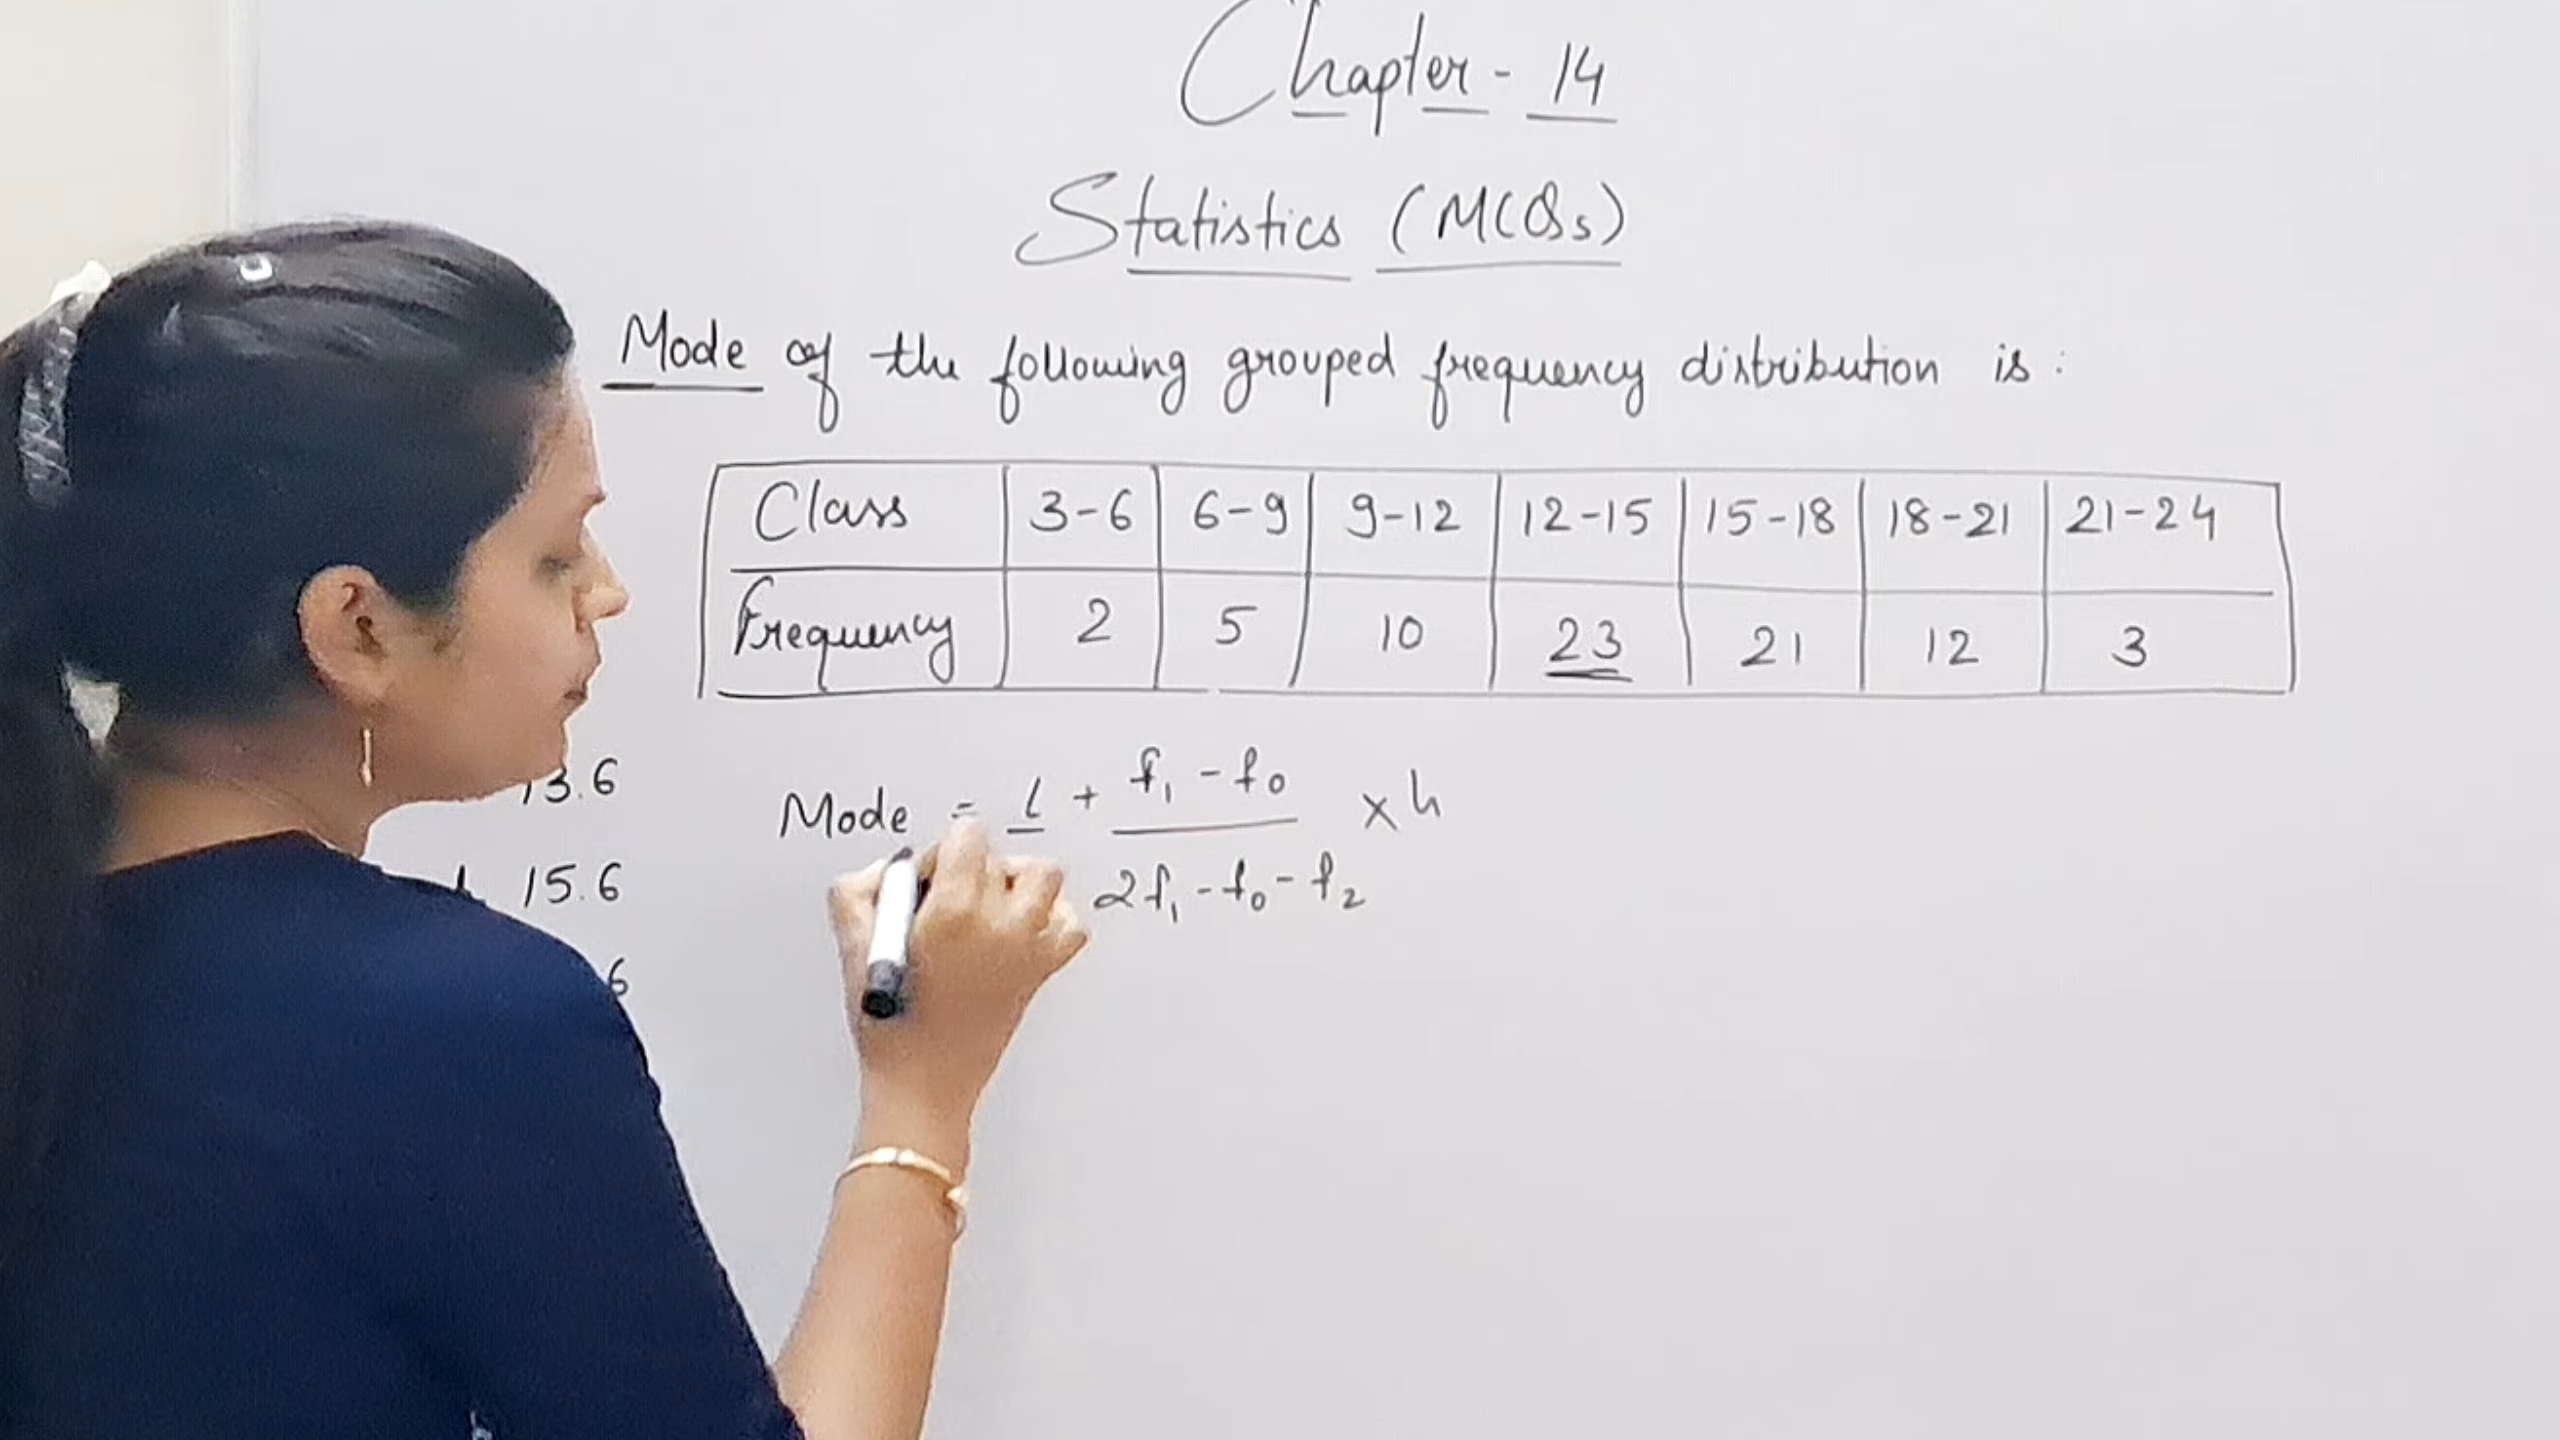 Chapter - 14
Statistics (MCQs)
Mode of the following grouped frequency distribution is :
Class 3-6 6-9 9-12 12-15 15-18 18-21 21-24
Frequency 2 5 10 23 21 12 3
13.6
15.6
6
Mode = l + f₁ - f₀ × h
2f₁ - f₀ - f₂